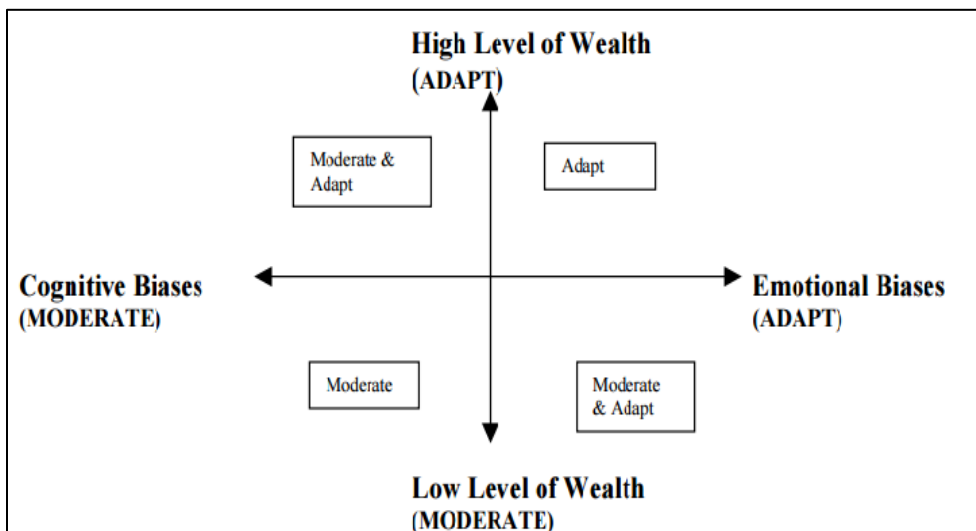 High Level of Wealth
(ADAPT)
Moderate &
Adapt
Adapt
Cognitive Biases
(MODERATE)
Emotional Biases
(ADAPT)
Moderate
Moderate
& Adapt
Low Level of Wealth
(MODERATE)